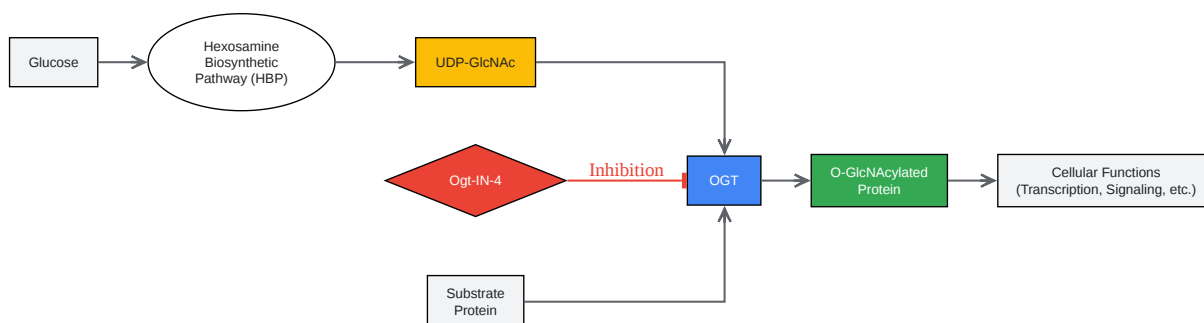 Glucose
Hexosamine
Biosynthetic
Pathway (HBP)
UDP-GlcNAc
Ogt-IN-4
Inhibition
OGT
O-GlcNAcylated
Protein
Cellular Functions
(Transcription, Signaling, etc.)
Substrate
Protein